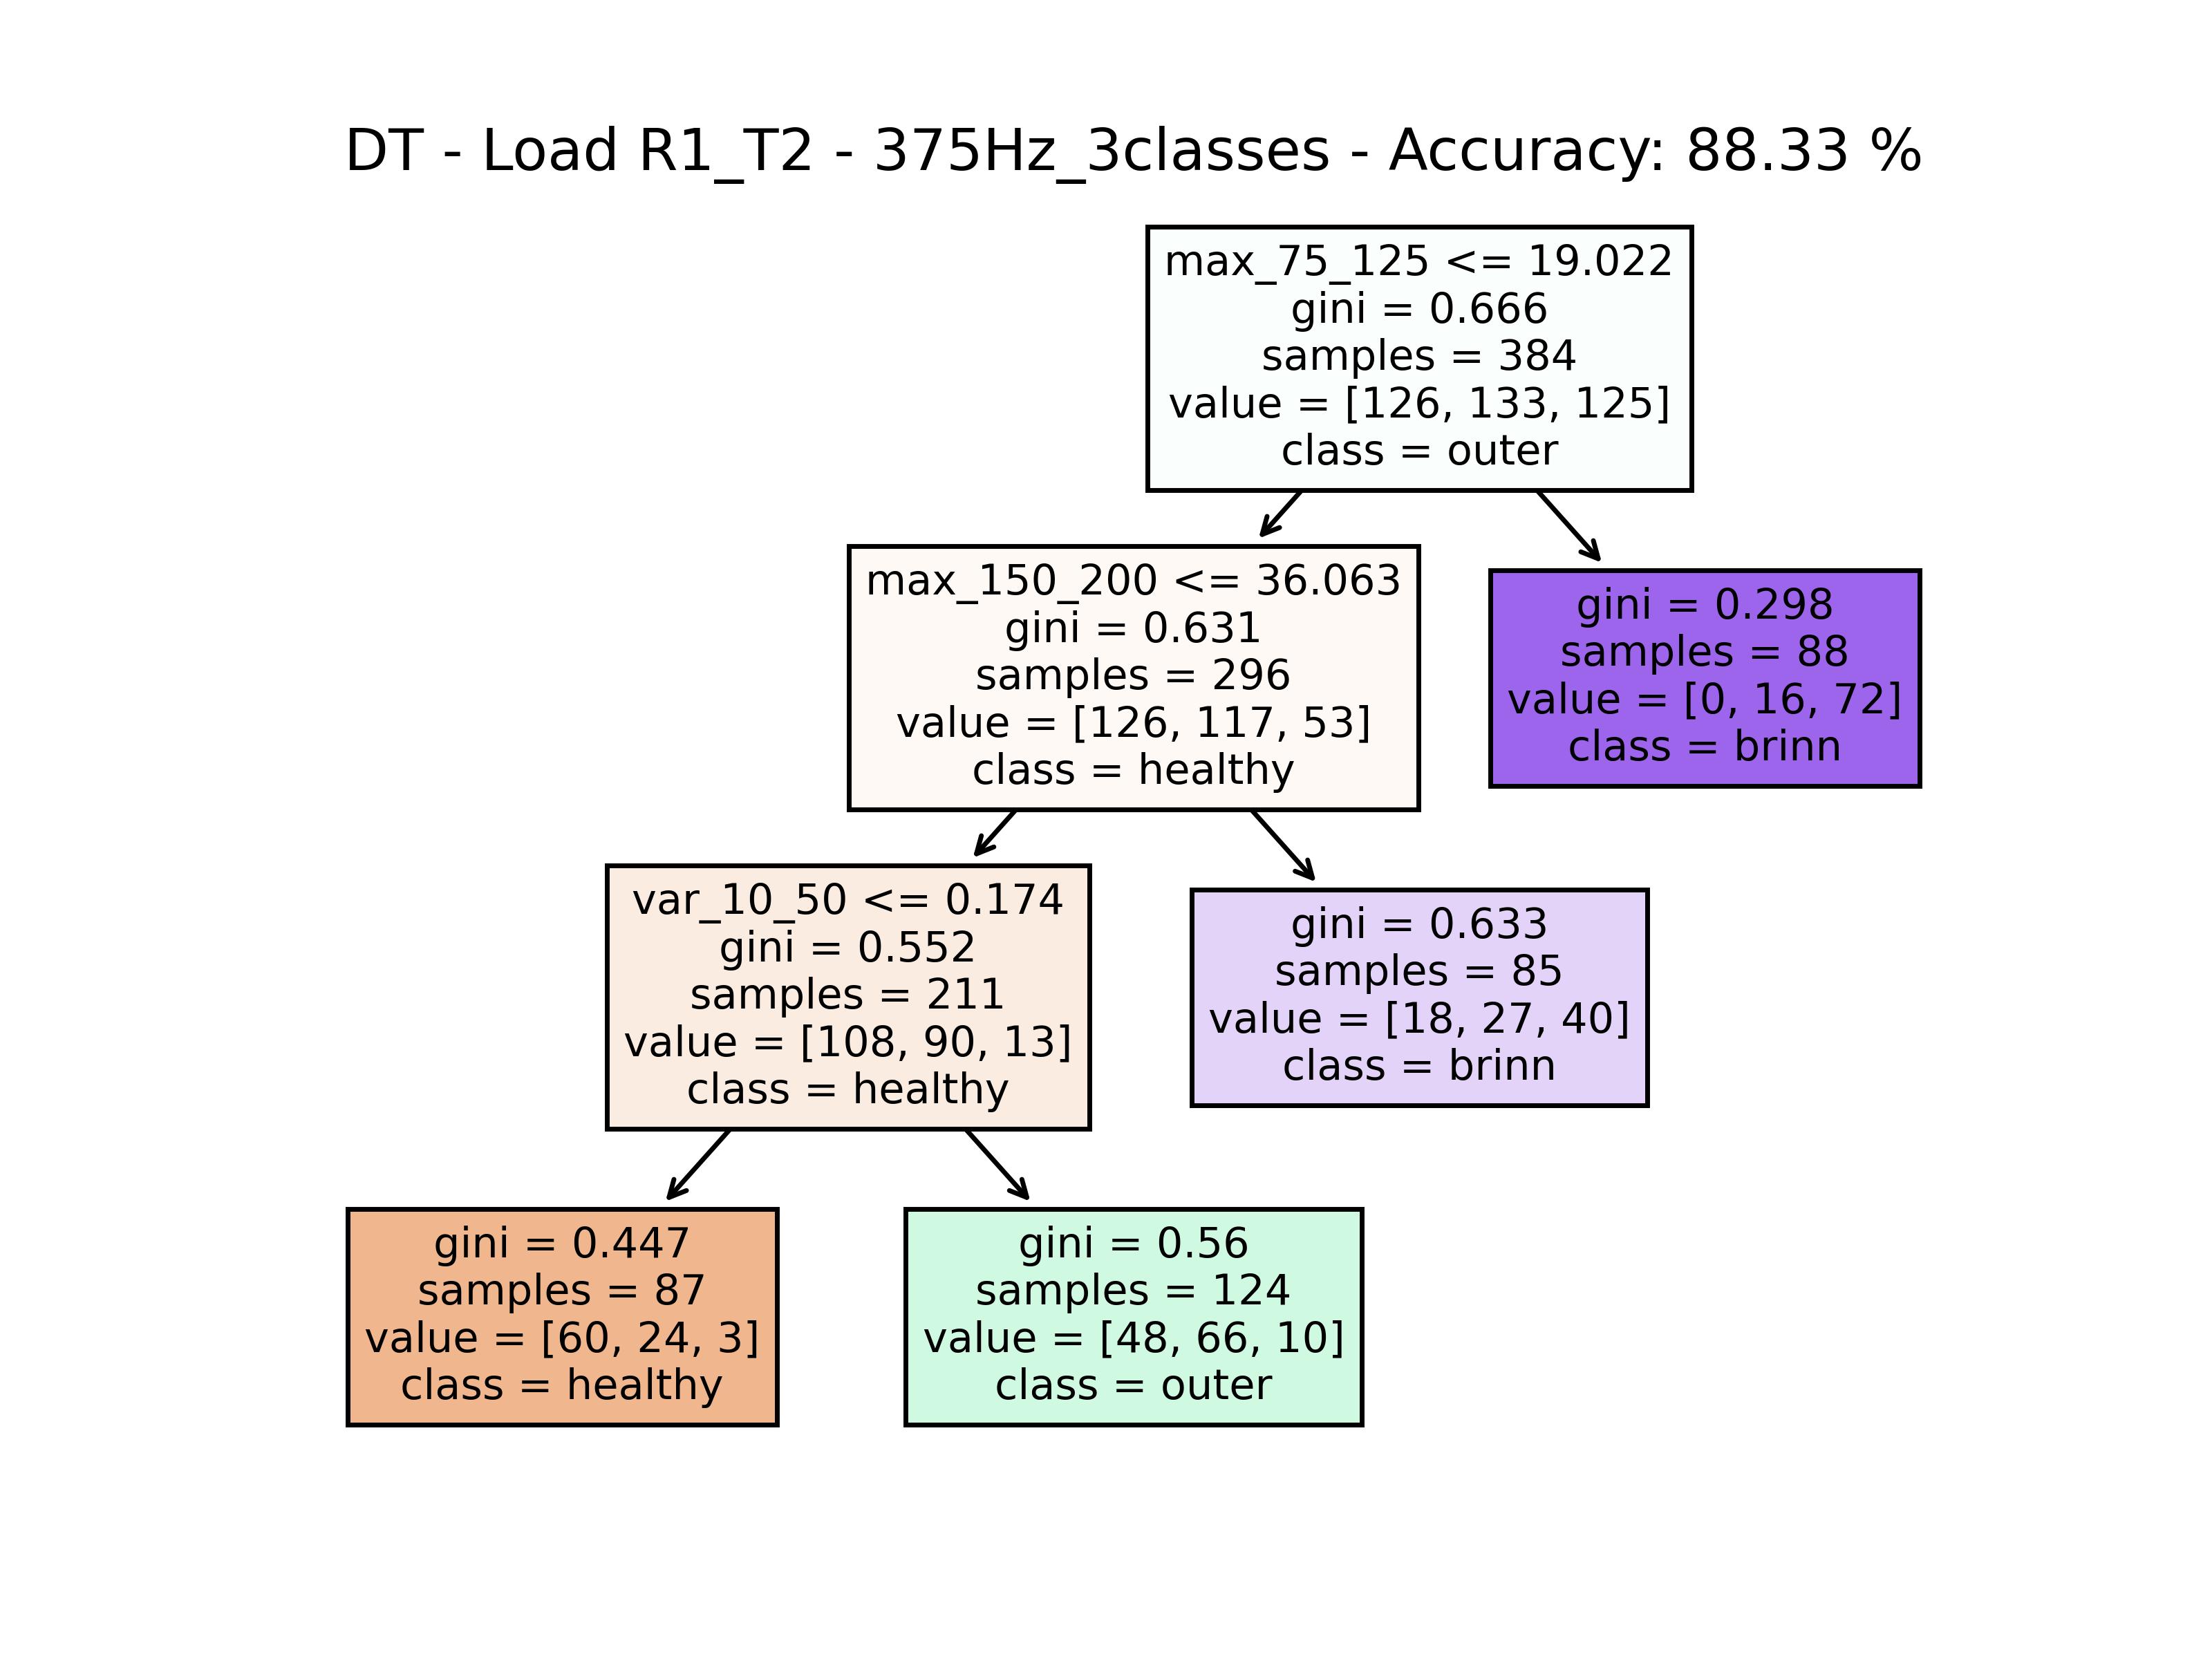 DT - Load R1_T2 - 375Hz_3classes - Accuracy: 88.33 %
max_75_125 <= 19.022
gini = 0.666
samples = 384
value = [126, 133, 125]
class = outer
max_150_200 <= 36.063
gini = 0.631
samples = 296
value = [126, 117, 53]
class = healthy
gini = 0.298
samples = 88
value = [0, 16, 72]
class = brinn
var_10_50 <= 0.174
gini = 0.552
samples = 211
value = [108, 90, 13]
class = healthy
gini = 0.633
samples = 85
value = [18, 27, 40]
class = brinn
gini = 0.447
samples = 87
value = [60, 24, 3]
class = healthy
gini = 0.56
samples = 124
value = [48, 66, 10]
class = outer